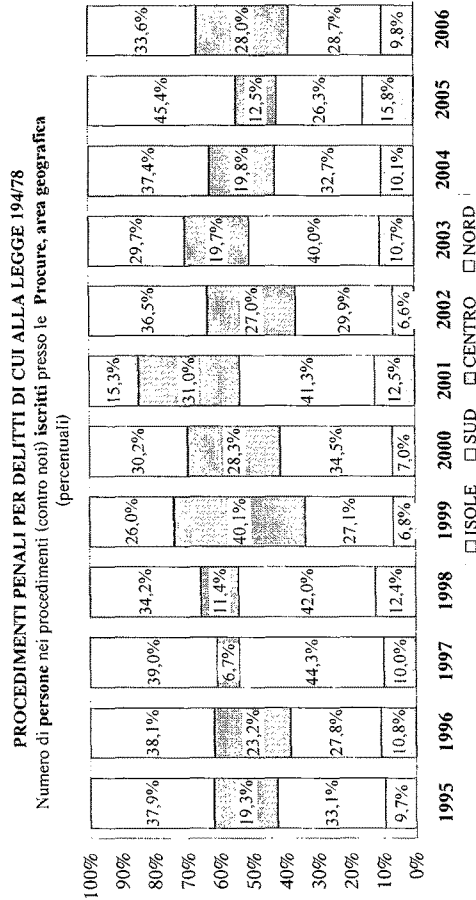 PROCEDIMENTI PENALI PER DELITTI DI CUI ALLA LEGGE 194/78
Numero di persone nei procedimenti (contro noti) iscritti presso le Procure, area geografica
(percentuali)
100%
90%
80%
70%
60%
50%
40%
30%
20%
10%
0%
37,9% 38,1% 39,0% 34,2% 26,0% 30,2% 15,3% 36,5% 29,7% 37,4% 45,4% 33,6%
19,3% 23,2% 6,7% 11,4% 40,1% 28,3% 31,0% 27,0% 19,7% 19,8% 12,5% 28,0%
33,1% 27,8% 44,3% 42,0% 27,1% 34,5% 41,3% 29,9% 40,0% 32,7% 26,3% 28,7%
9,7% 10,8% 10,0% 12,4% 6,8% 7,0% 12,5% 6,6% 10,7% 10,1% 15,8% 9,8%
1995 1996 1997 1998 1999 2000 2001 2002 2003 2004 2005 2006
ISOLE SUD CENTRO NORD